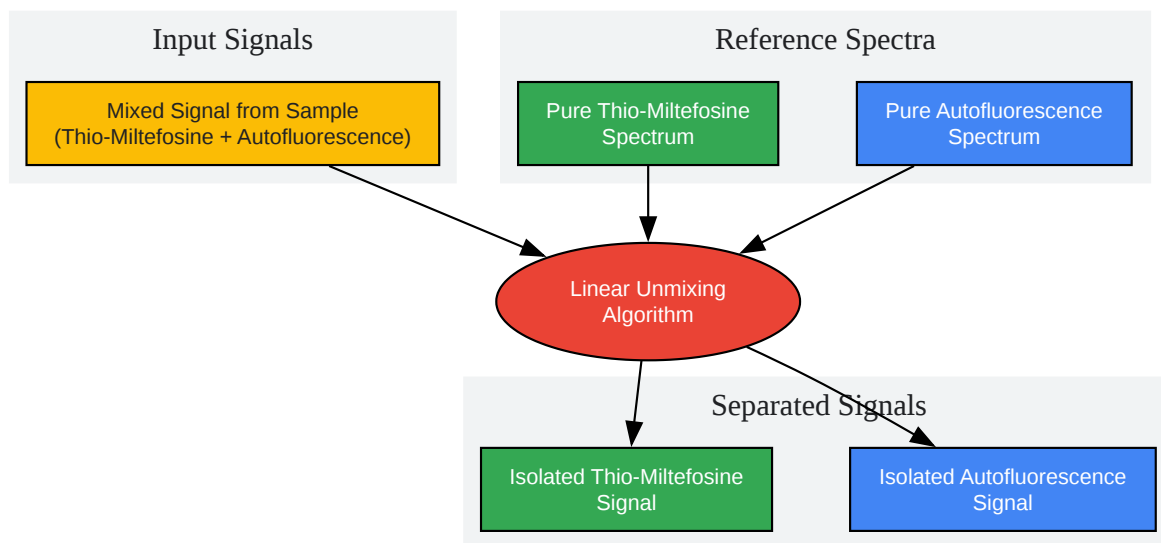 Input Signals
Mixed Signal from Sample
(Thio-Miltefosine + Autofluorescence)
Reference Spectra
Pure Thio-Miltefosine
Spectrum
Pure Autofluorescence
Spectrum
Linear Unmixing
Algorithm
Separated Signals
Isolated Thio-Miltefosine
Signal
Isolated Autofluorescence
Signal